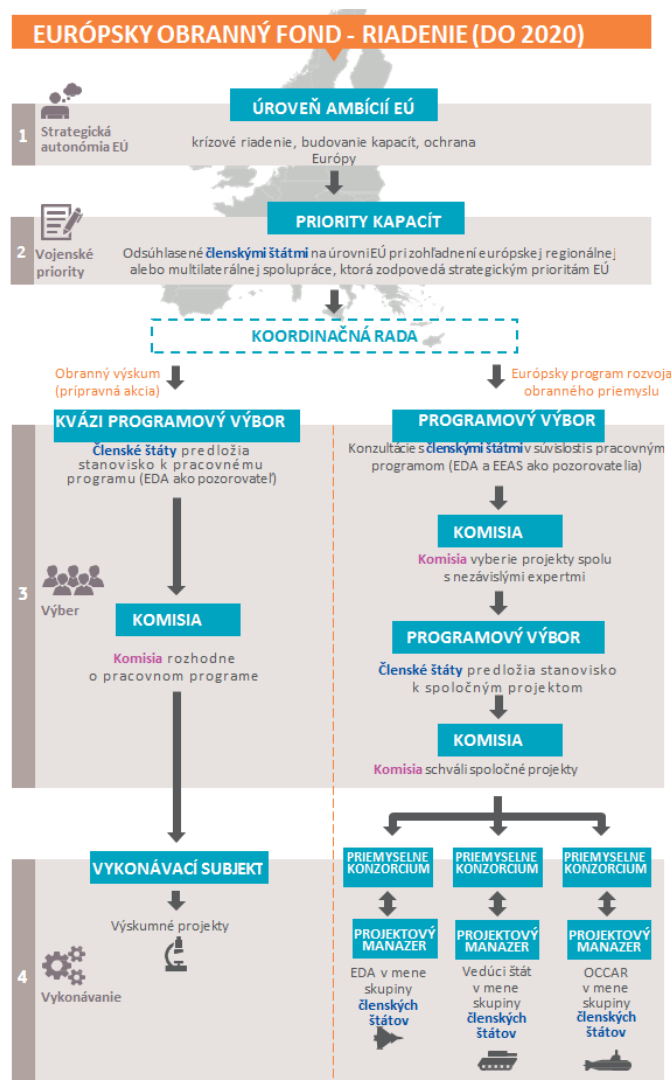 EURÓPSKY OBRANNÝ FOND - RIADENIE (DO 2020)
ÚROVEŇ AMBÍCIÍ EÚ
1
Strategická
autonómia EÚ
krízové riadenie, budovanie kapacít, ochrana
Európy
PRIORITY KAPACÍT
2
Vojenské
priority
Odsúhlasené členskými štátmi na úrovni EÚ pri zohľadnení európskej regionálnej
alebo multilaterálnej spolupráce, ktorá zodpovedá strategickým prioritám EÚ
KOORDINAČNÁ RADA
Obranný výskum
(prípravná akcia)
Európsky program rozvoja
obranného priemyslu
3
Výber
KVÁZI PROGRAMOVÝ VÝBOR
Členské štáty predložia
stanovisko k pracovnému
programu (EDA ako pozorovateľ)
KOMISIA
Komisia rozhodne
o pracovnom programe
PROGRAMOVÝ VÝBOR
Konzultácie s členskými štátmi v súvislosti s pracovným
programom (EDA a EEAS ako pozorovatelia)
KOMISIA
Komisia vyberie projekty spolu
s nezávislými expertmi
PROGRAMOVÝ VÝBOR
Členské štáty predložia stanovisko
k spoločným projektom
KOMISIA
Komisia schváli spoločné projekty
4
Vykonávanie
VYKONÁVACÍ SUBJEKT
Výskumné projekty
PRIEMYSELNE
KONZORCIUM
PROJEKTOVÝ
MANAZER
EDA v mene
skupiny
členských
štátov
PRIEMYSELNE
KONZORCIUM
PROJEKTOVÝ
MANAZER
Vedúci štát
v mene
skupiny
členských
štátov
PRIEMYSELNE
KONZORCIUM
PROJEKTOVÝ
MANAZER
OCCAR
v mene
skupiny
členských
štátov